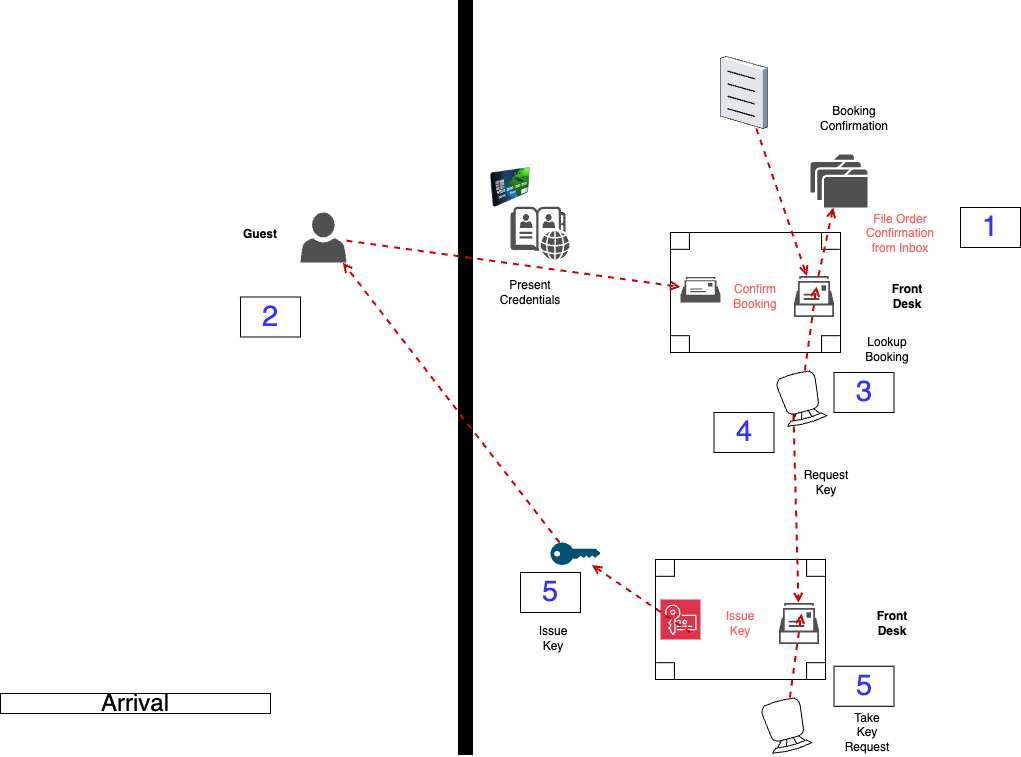 Booking
Confirmation
File Order
Confirmation
from Inbox
1
Guest
Present
Credentials
Confirm
Booking
Front
Desk
2
Lookup
Booking
3
4
Request
Key
5
Issue
Key
Issue
Key
Front
Desk
5
Take
Key
Request
Arrival